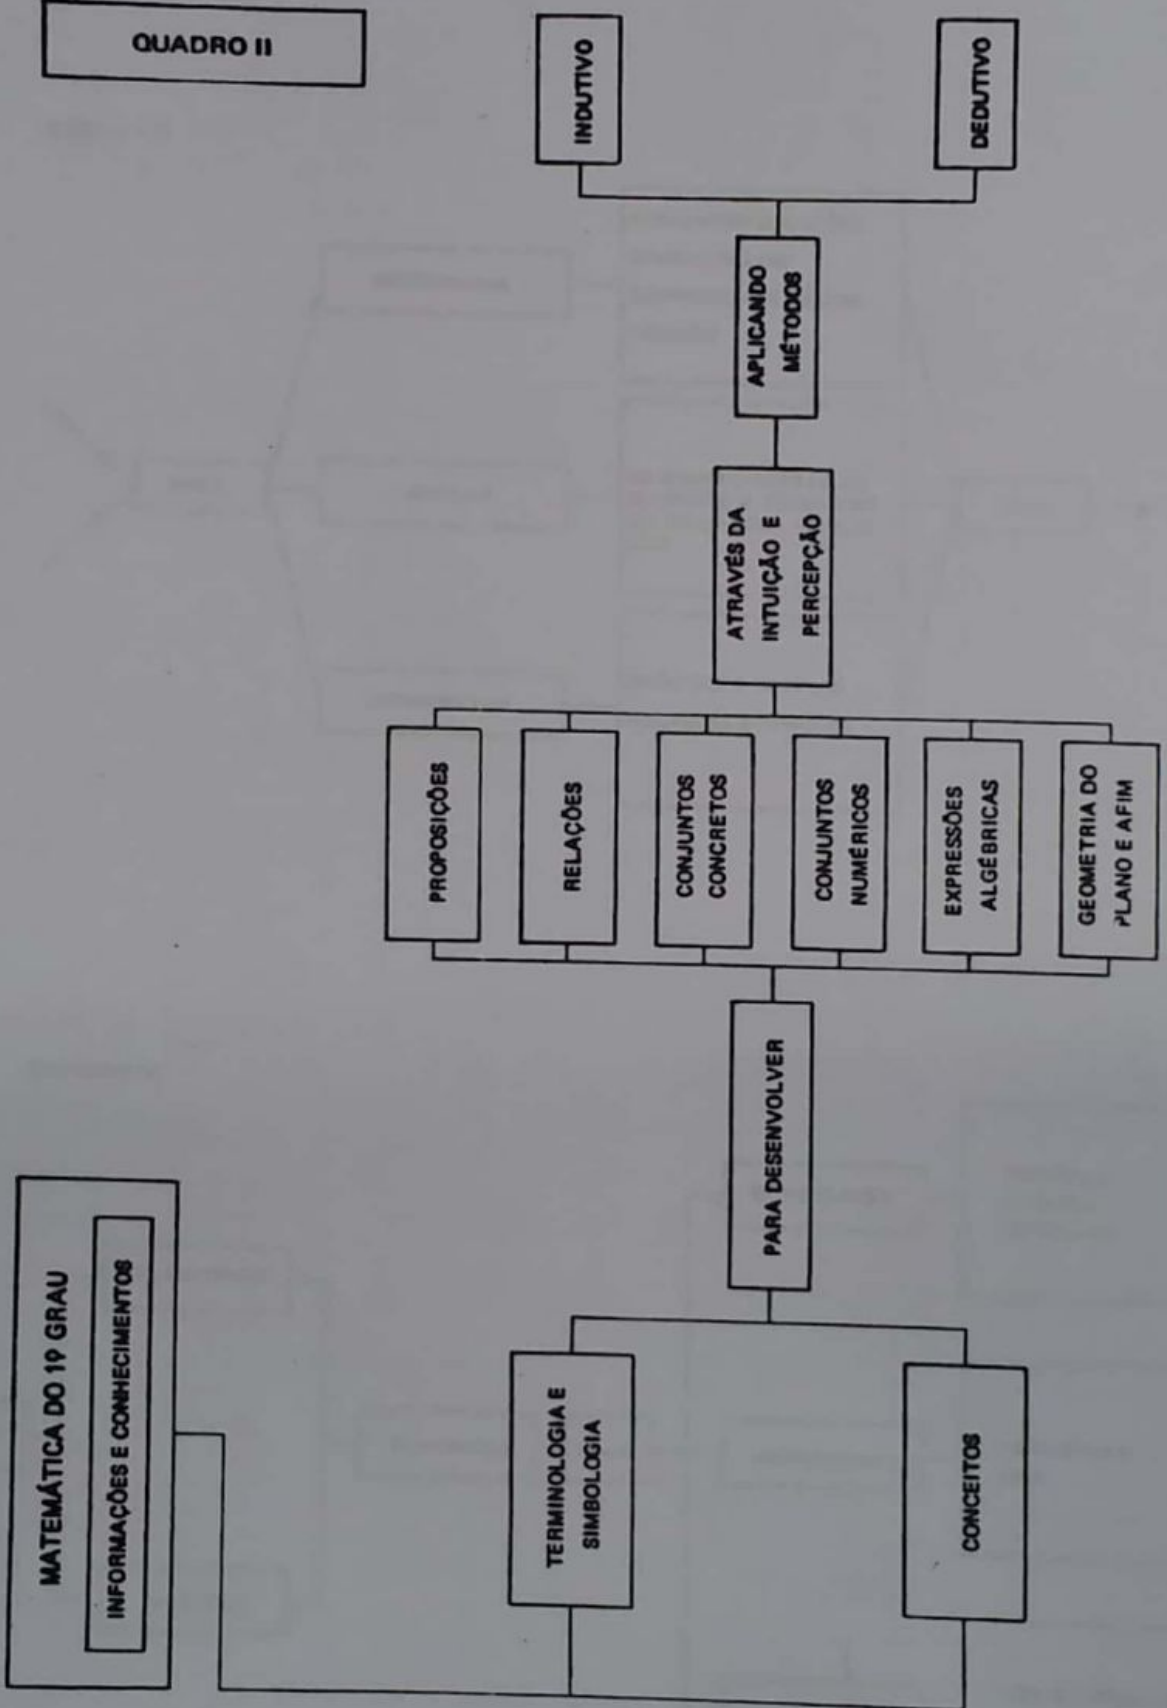 QUADRO II
MATEMÁTICA DO 1º GRAU
INFORMAÇÕES E CONHECIMENTOS
TERMINOLOGIA E
SIMBOLOGIA
CONCEITOS
PARA DESENVOLVER
PROPOSIÇÕES
RELAÇÕES
CONJUNTOS
CONCRETOS
CONJUNTOS
NUMÉRICOS
EXPRESSÕES
ALGÉBRICAS
GEOMETRIA DO
PLANO E AFIM
ATRAVÉS DA
INTUIÇÃO E
PERCEPÇÃO
APLICANDO
MÉTODOS
INDUTIVO
DEDUTIVO